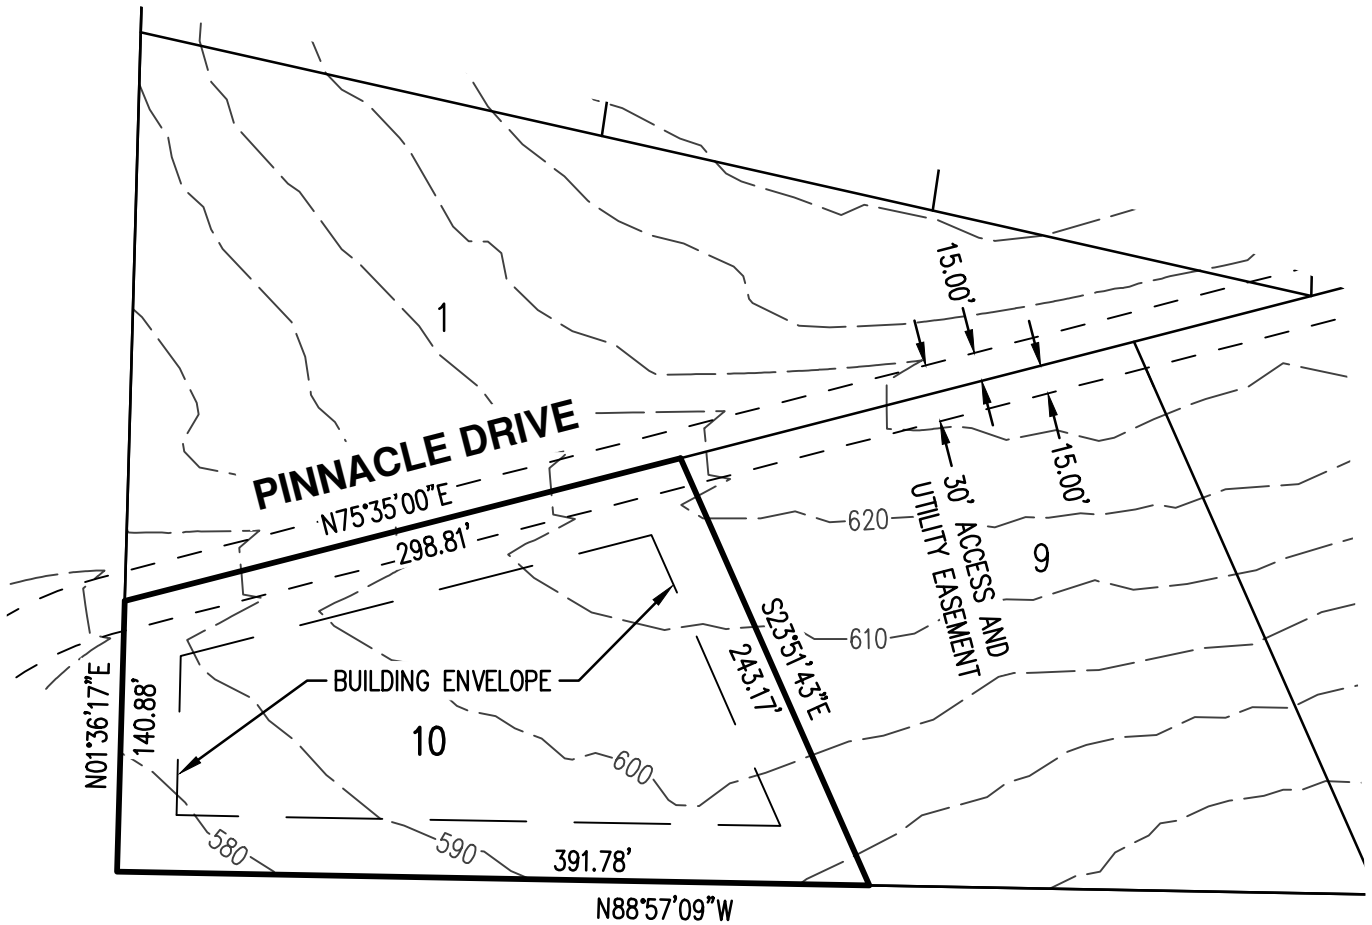 15.00'
1
PINNACLE DRIVE
N75°35'00"E
298.81'
15.00'
30' ACCESS AND
UTILITY EASEMENT
620
9
610
S23°51'43"E
243.17'
N01°36'17"E
140.88'
BUILDING ENVELOPE
10
600
580
590
391.78'
N88°57'09"W